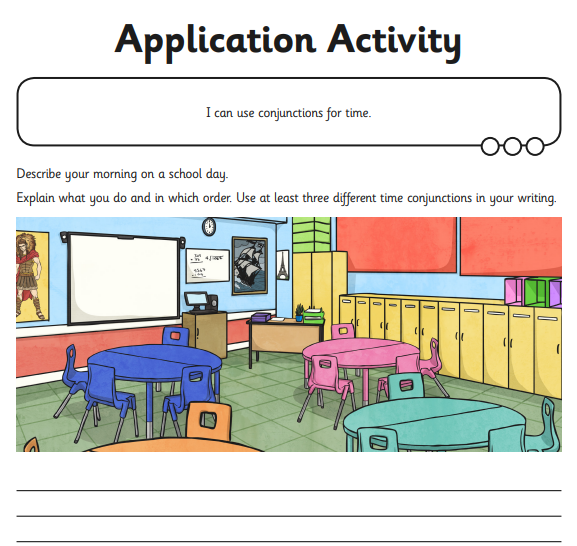 Application Activity
I can use conjunctions for time.
Describe your morning on a school day.
Explain what you do and in which order. Use at least three different time conjunctions in your writing.